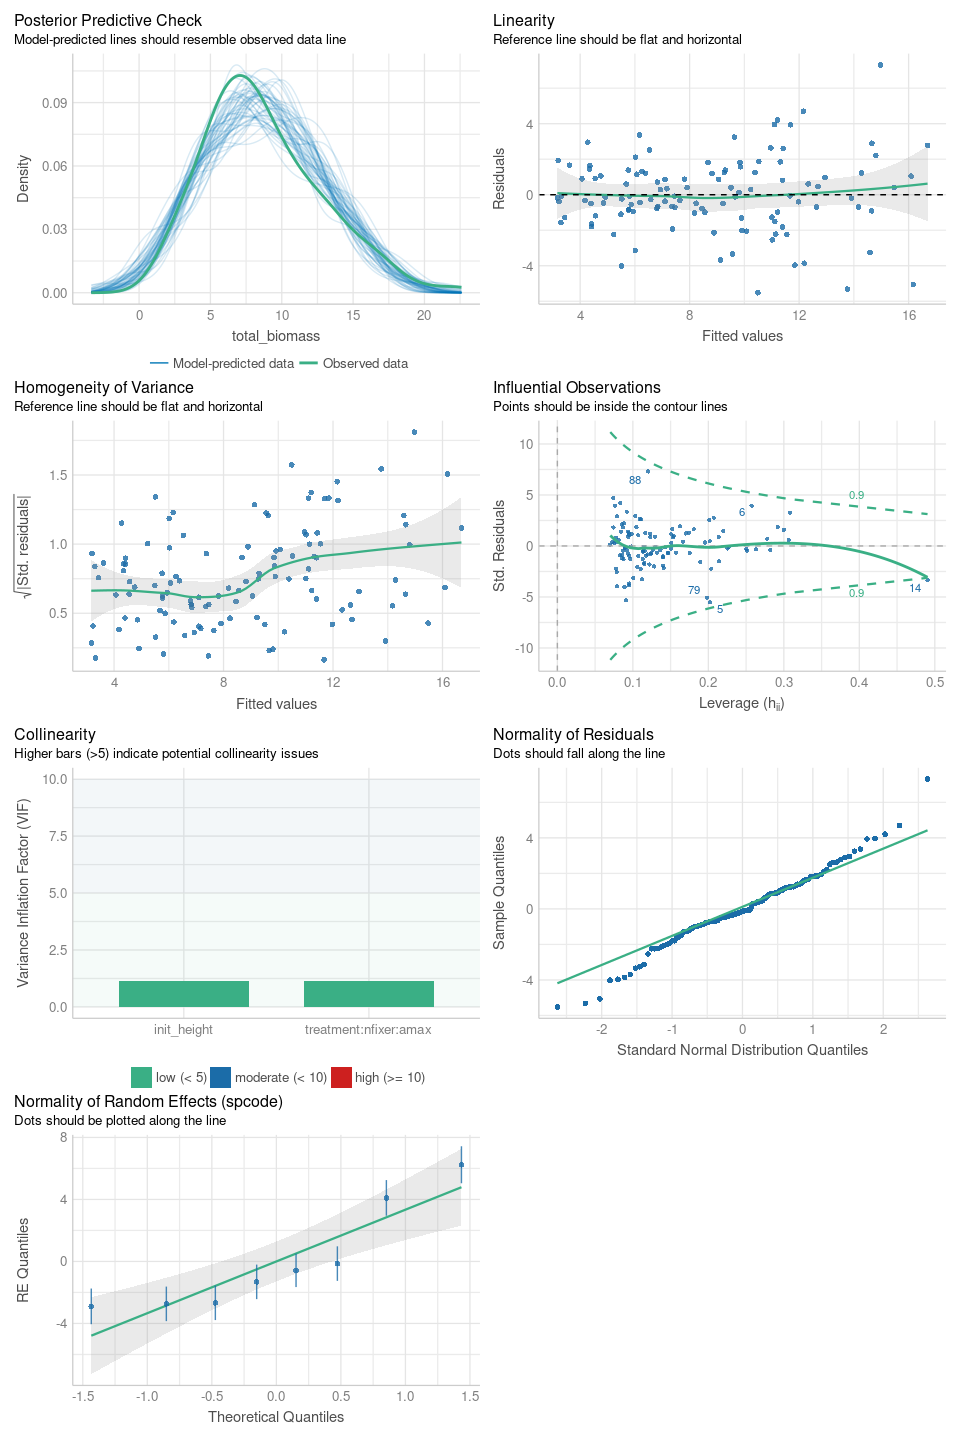 Posterior Predictive Check
Model-predicted lines should resemble observed data line
Density
0.09
0.06
0.03
0.00
0
5
10
15
20
total_biomass
Model-predicted data
Observed data
Linearity
Reference line should be flat and horizontal
Residuals
4
0
-4
4
8
12
16
Fitted values
Homogeneity of Variance
Reference line should be flat and horizontal
√|Std. residuals|
1.5
1.0
0.5
4
8
12
16
Fitted values
Influential Observations
Points should be inside the contour lines
Std. Residuals
10
5
0
-5
-10
88
6
0.9
79
5
0.9
14
0.0
0.1
0.2
0.3
0.4
0.5
Leverage (hii)
Collinearity
Higher bars (>5) indicate potential collinearity issues
Variance Inflation Factor (VIF)
10.0
7.5
5.0
2.5
0.0
init_height
treatment:nfixer:amax
low (< 5)
moderate (< 10)
high (>= 10)
Normality of Residuals
Dots should fall along the line
Sample Quantiles
4
0
-4
-2
-1
0
1
2
Standard Normal Distribution Quantiles
Normality of Random Effects (spcode)
Dots should be plotted along the line
RE Quantiles
8
4
0
-4
-1.5
-1.0
-0.5
0.0
0.5
1.0
1.5
Theoretical Quantiles